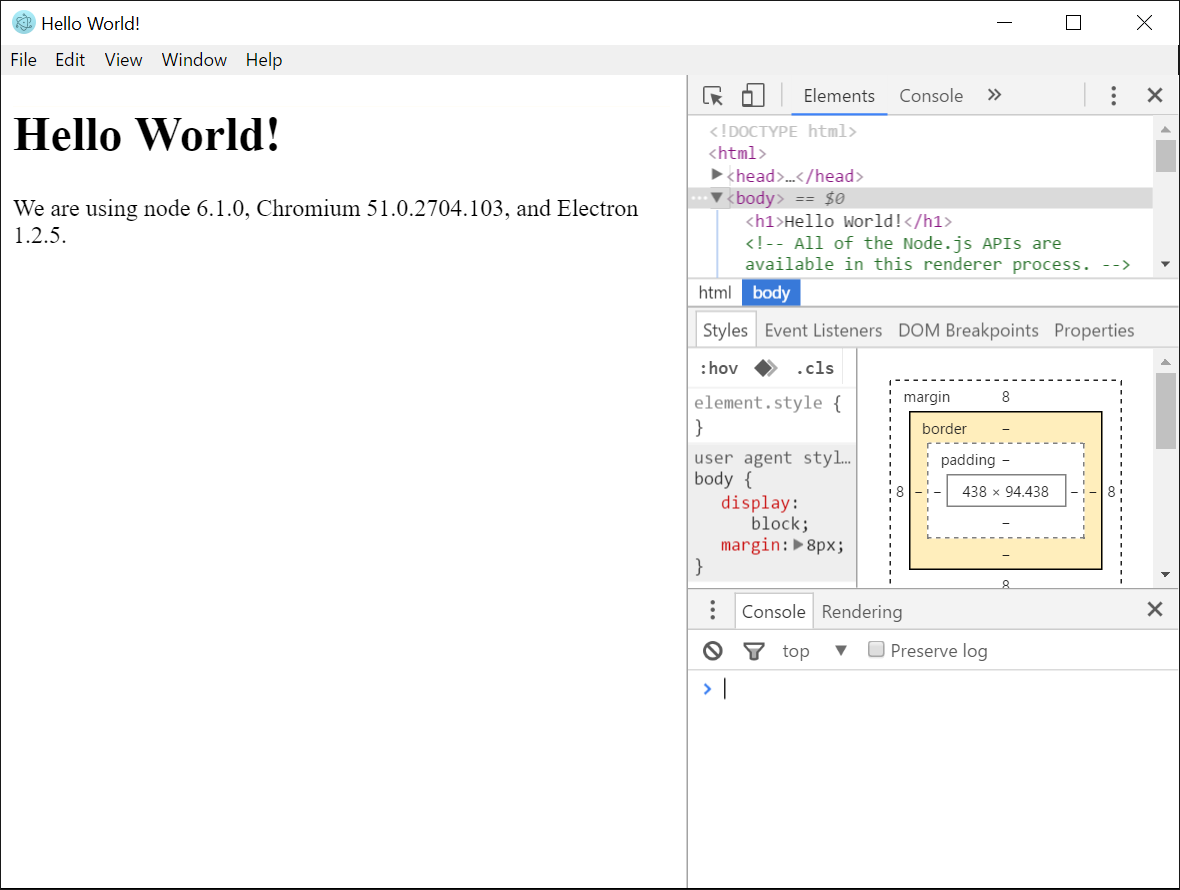 Hello World!
File Edit View Window Help
Hello World!
We are using node 6.1.0, Chromium 51.0.2704.103, and Electron
1.2.5.
Elements Console »
<!DOCTYPE html>
<html>
<head>…</head>
<body> == $0
<h1>Hello World!</h1>
<!-- All of the Node.js APIs are
available in this renderer process. -->
html body
Styles Event Listeners DOM Breakpoints Properties
:hov .cls
element.style {
}
user agent styl…
body {
display:
block;
margin: 8px;
}
margin 8
border –
padding –
8 – – 438 × 94.438 – – 8
–
–
8
Console Rendering
top Preserve log